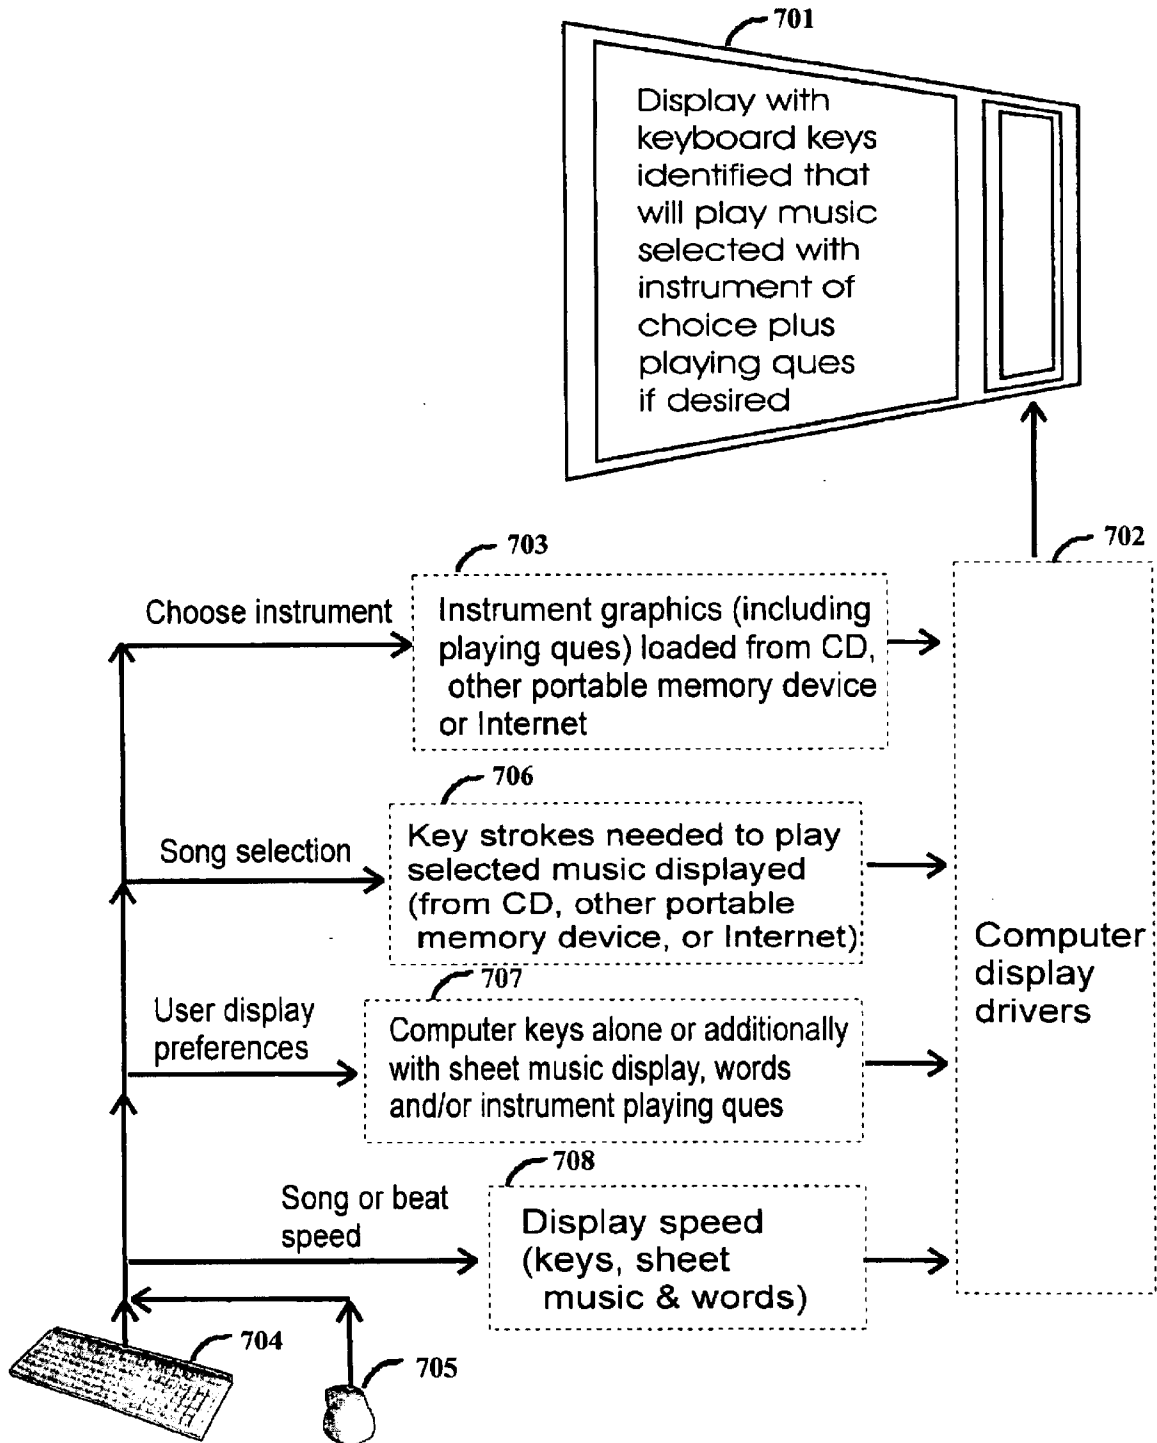 701
Display with
keyboard keys
identified that
will play music
selected with
instrument of
choice plus
playing ques
if desired
702
703
Choose instrument
Instrument graphics (including
playing ques) loaded from CD,
other portable memory device
or Internet
706
Song selection
Key strokes needed to play
selected music displayed
(from CD, other portable
memory device, or Internet)
Computer
display
drivers
707
User display
preferences
Computer keys alone or additionally
with sheet music display, words
and/or instrument playing ques
708
Song or beat
speed
Display speed
(keys, sheet
music & words)
704
705